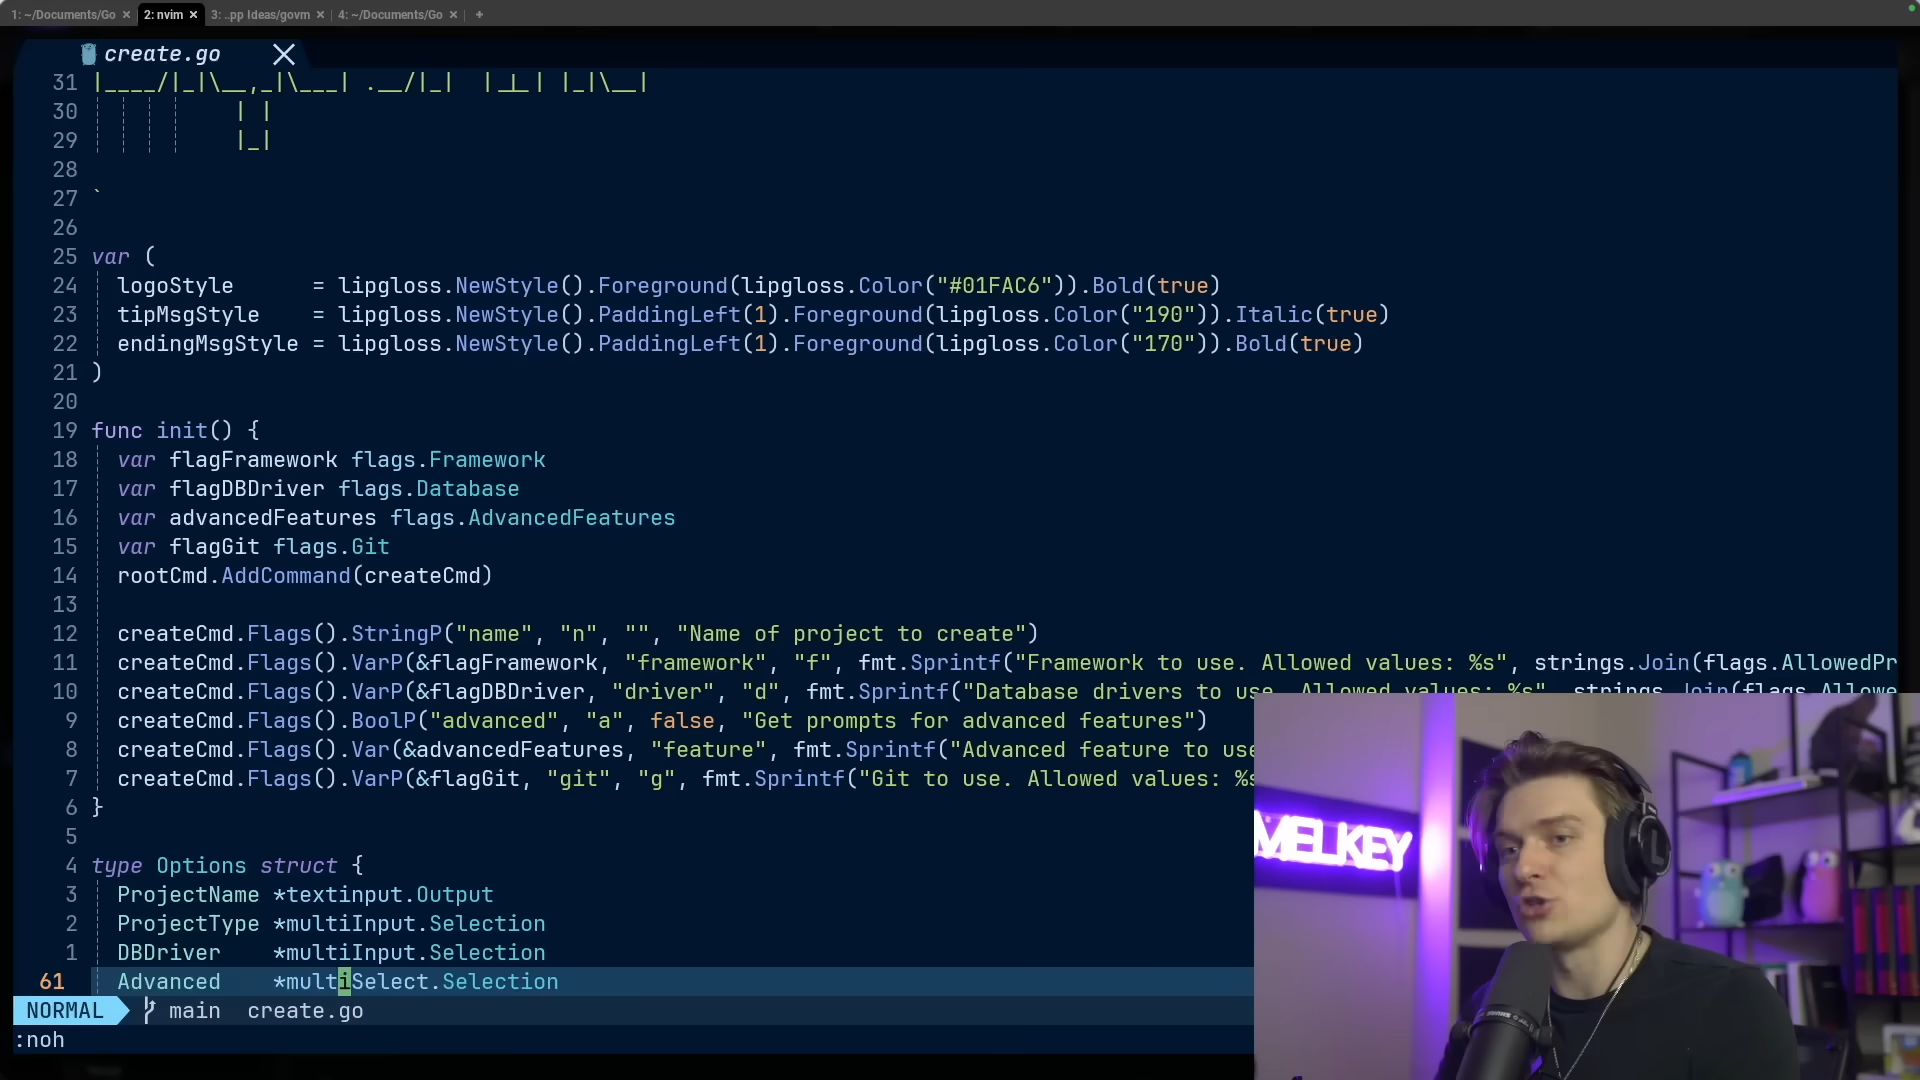 1: ~/Documents/Go × 2: nvim × 3: ..pp Ideas/govm × 4: ~/Documents/Go × +
create.go
31 |____/|_|\__,_|\___| .__/|_|  |_|_| |_|\__|
30 | |
29 |_|
28
27 `
26
25 var (
24 logoStyle      = lipgloss.NewStyle().Foreground(lipgloss.Color("#01FAC6")).Bold(true)
23 tipMsgStyle    = lipgloss.NewStyle().PaddingLeft(1).Foreground(lipgloss.Color("190")).Italic(true)
22 endingMsgStyle = lipgloss.NewStyle().PaddingLeft(1).Foreground(lipgloss.Color("170")).Bold(true)
21 )
20
19 func init() {
18 var flagFramework flags.Framework
17 var flagDBDriver flags.Database
16 var advancedFeatures flags.AdvancedFeatures
15 var flagGit flags.Git
14 rootCmd.AddCommand(createCmd)
13
12 createCmd.Flags().StringP("name", "n", "", "Name of project to create")
11 createCmd.Flags().VarP(&flagFramework, "framework", "f", fmt.Sprintf("Framework to use. Allowed values: %s", strings.Join(flags.AllowedPr
10 createCmd.Flags().VarP(&flagDBDriver, "driver", "d", fmt.Sprintf("Database drivers to use. Allowed values: %s", strings.Join(flags.Allowe
9 createCmd.Flags().BoolP("advanced", "a", false, "Get prompts for advanced features")
8 createCmd.Flags().Var(&advancedFeatures, "feature", fmt.Sprintf("Advanced feature to use
7 createCmd.Flags().VarP(&flagGit, "git", "g", fmt.Sprintf("Git to use. Allowed values: %s
6 }
5
4 type Options struct {
3 ProjectName *textinput.Output
2 ProjectType *multiInput.Selection
1 DBDriver    *multiInput.Selection
61 Advanced    *multiSelect.Selection
NORMAL main create.go
:noh
MELKEY